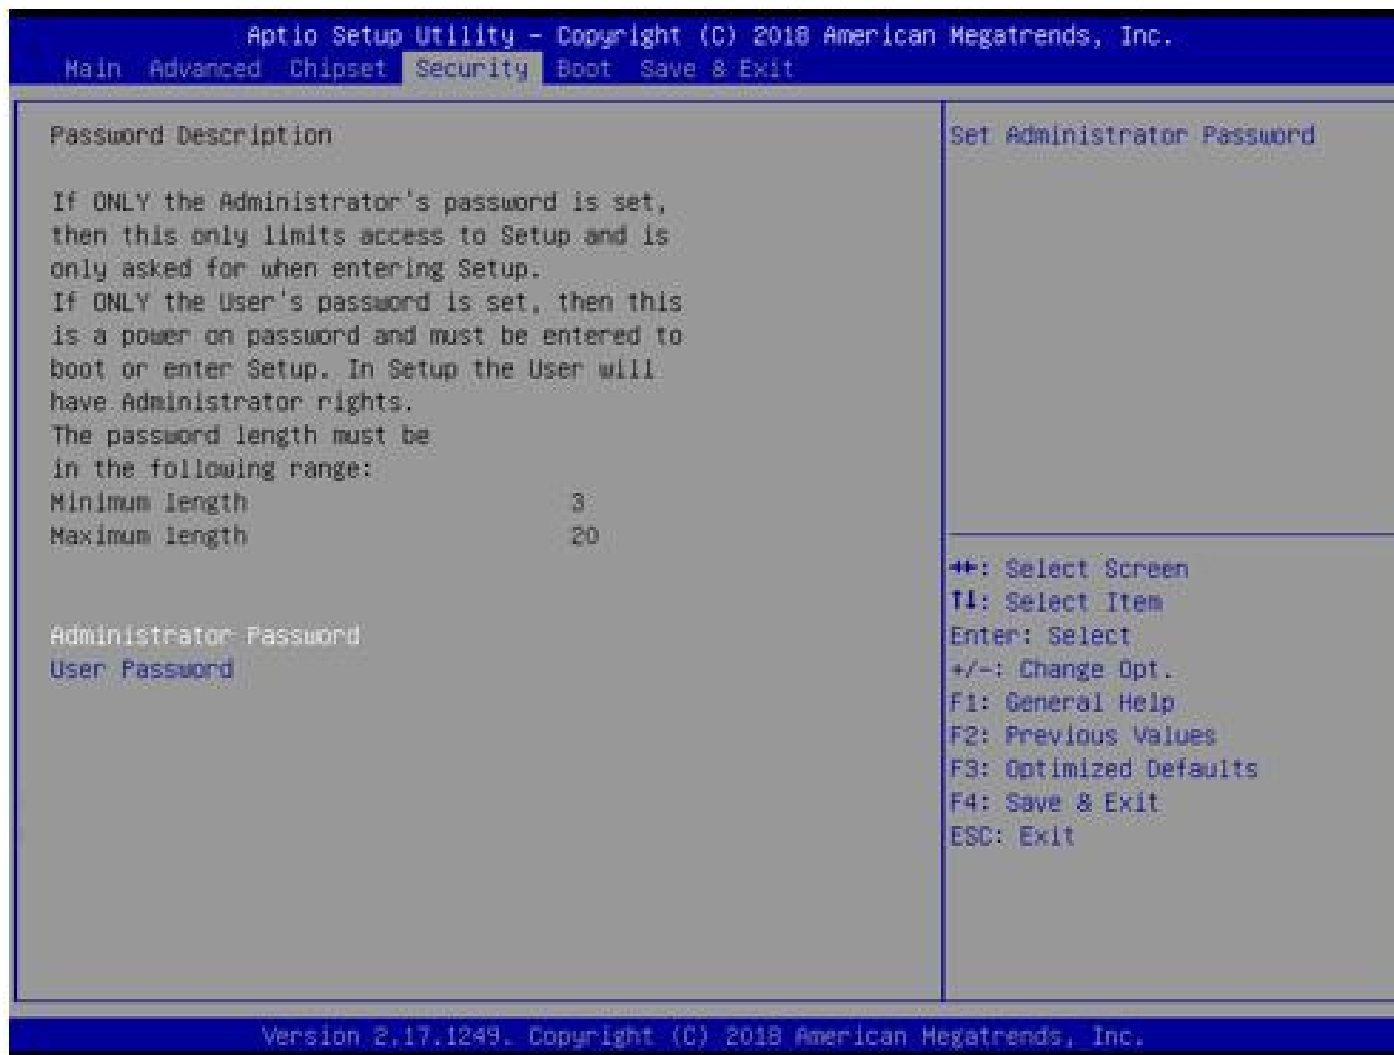 Aptio Setup Utility - Copyright (C) 2018 American Megatrends, Inc.
Main Advanced Chipset Security Boot Save & Exit
Password Description
If ONLY the Administrator's password is set,
then this only limits access to Setup and is
only asked for when entering Setup.
If ONLY the User's password is set, then this
is a power on password and must be entered to
boot or enter Setup. In Setup the User will
have Administrator rights.
The password length must be
in the following range:
Minimum length 3
Maximum length 20
Administrator Password
User Password
Set Administrator Password
→←: Select Screen
↑↓: Select Item
Enter: Select
+/-: Change Opt.
F1: General Help
F2: Previous Values
F3: Optimized Defaults
F4: Save & Exit
ESC: Exit
Version 2.17.1249. Copyright (C) 2018 American Megatrends, Inc.